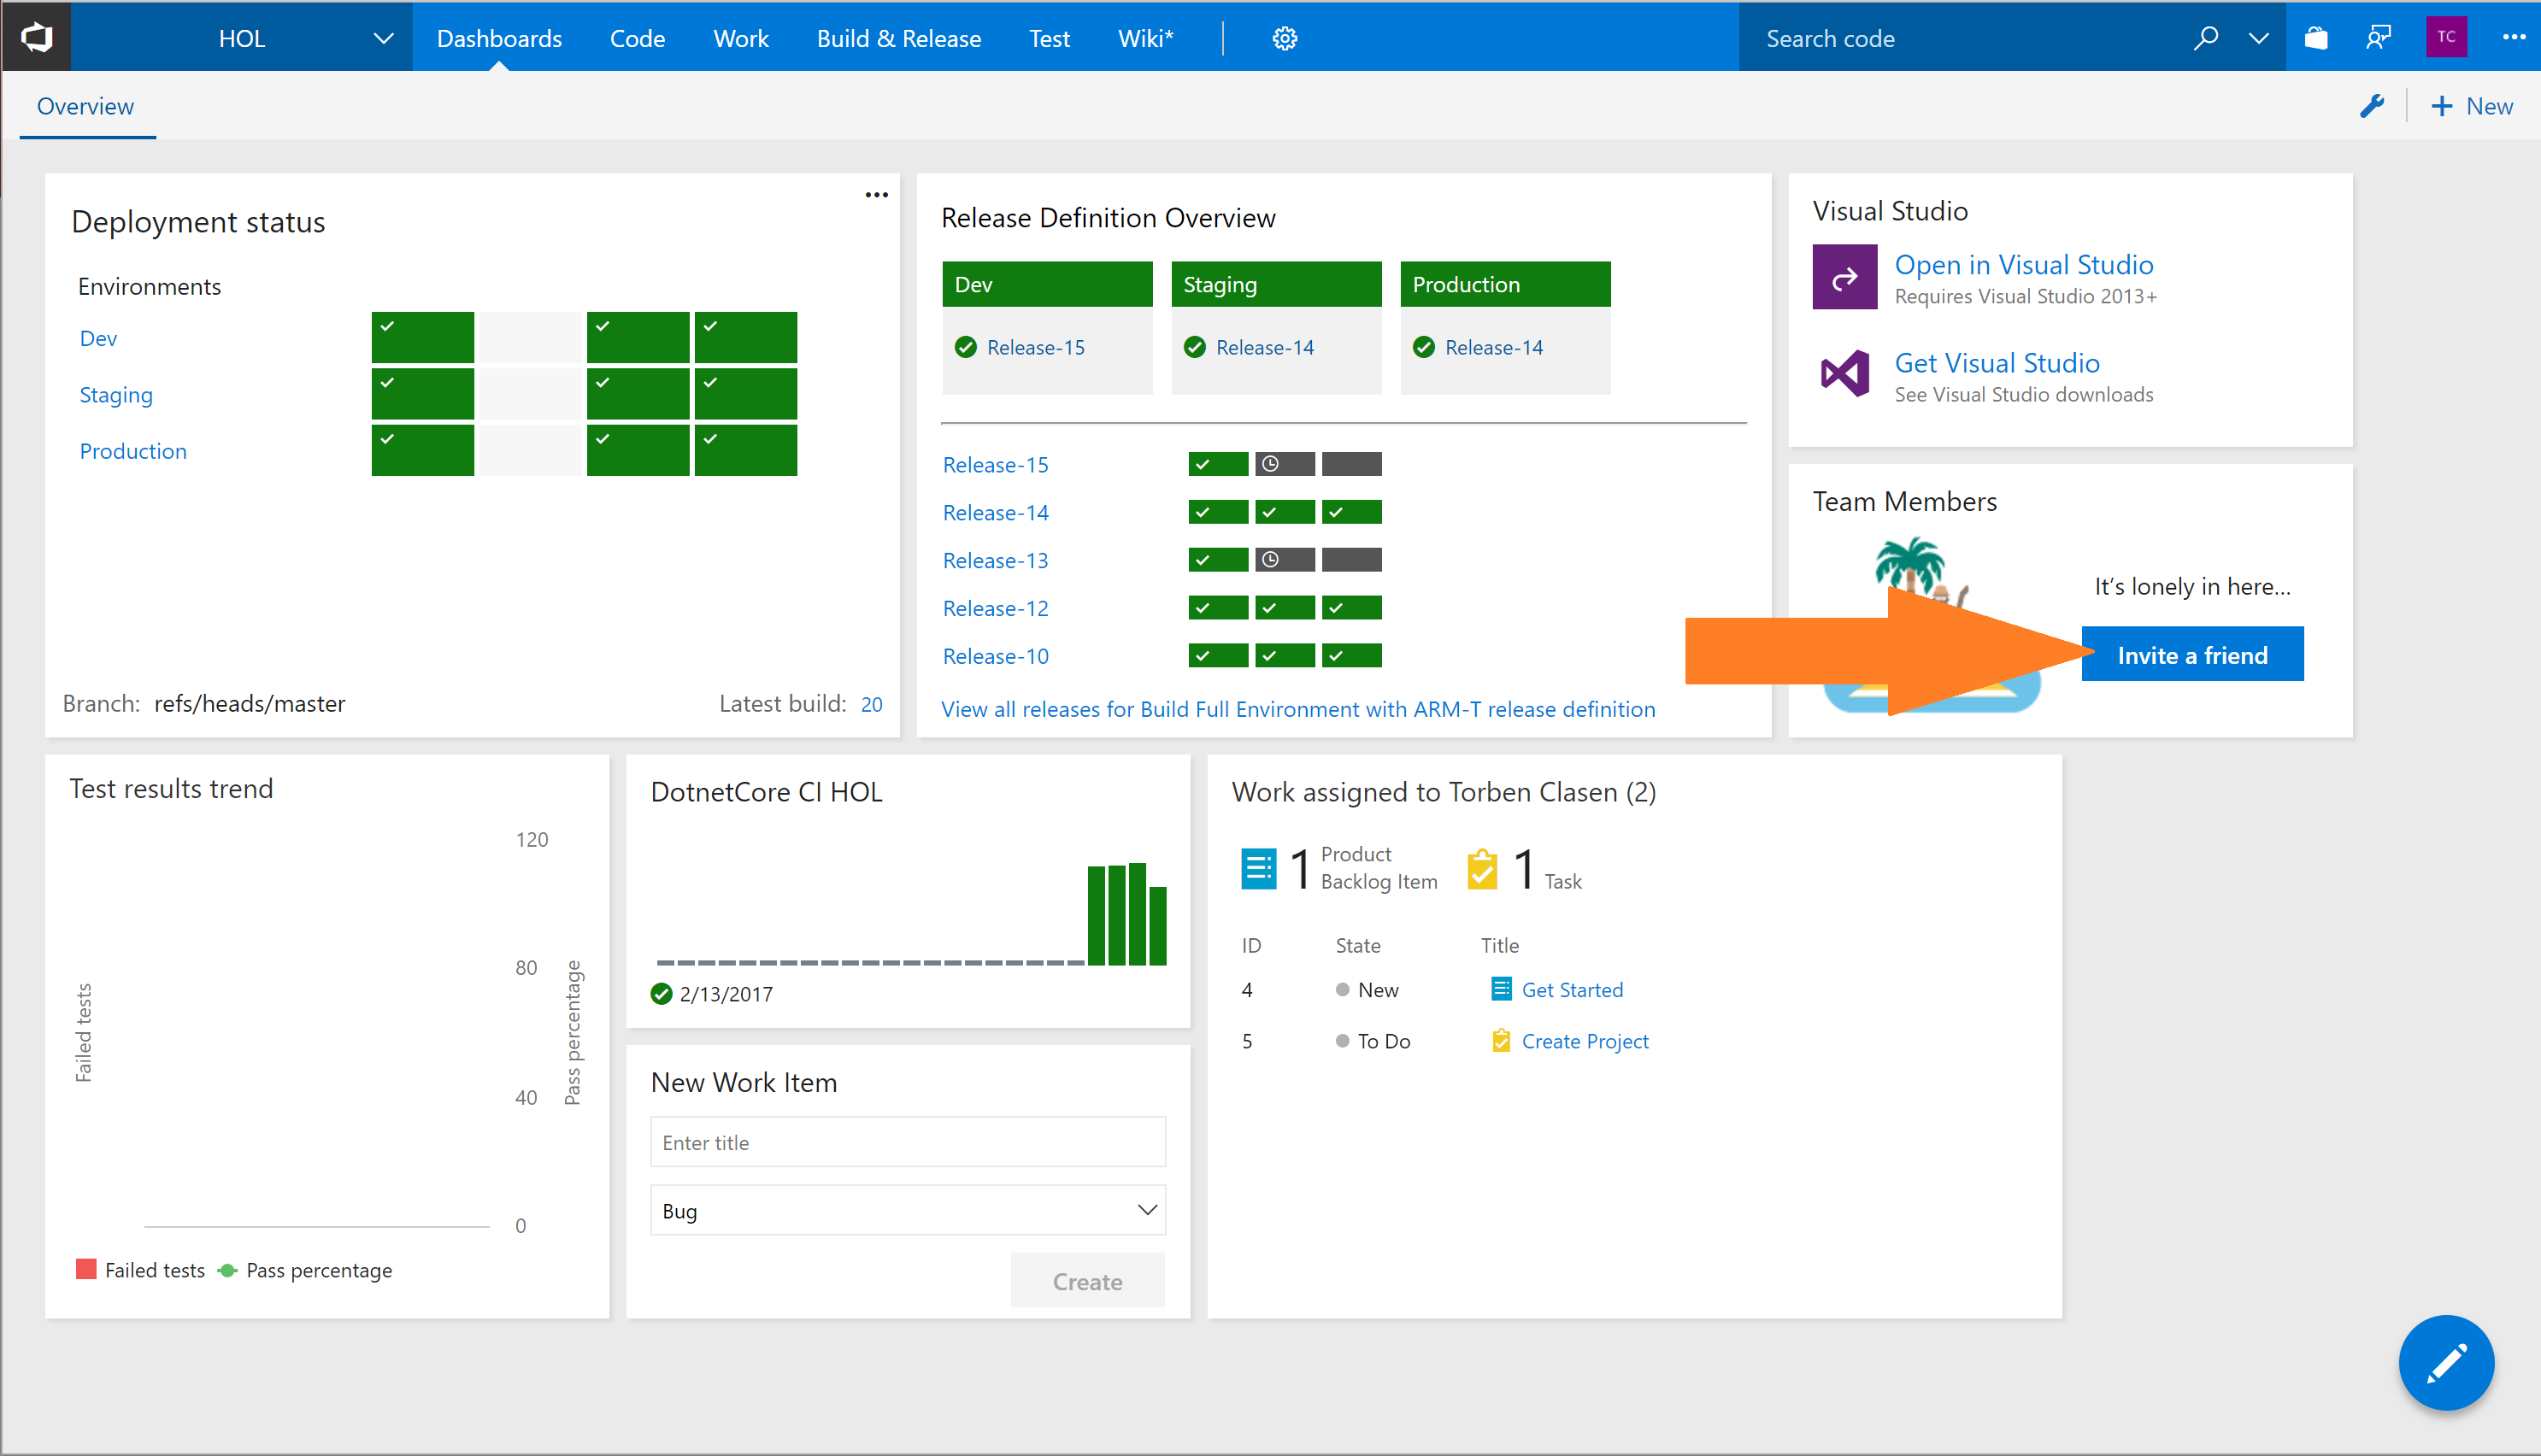 HOL
Dashboards
Code
Work
Build & Release
Test
Wiki*
Search code
TC
Overview
New
Deployment status
Environments
Dev
Staging
Production
Branch: refs/heads/master
Latest build: 20
Release Definition Overview
Dev
Staging
Production
Release-15
Release-14
Release-14
Release-15
Release-14
Release-13
Release-12
Release-10
View all releases for Build Full Environment with ARM-T release definition
Visual Studio
Open in Visual Studio
Requires Visual Studio 2013+
Get Visual Studio
See Visual Studio downloads
Team Members
It's lonely in here...
Invite a friend
Test results trend
120
80
40
0
Failed tests
Pass percentage
Failed tests
Pass percentage
DotnetCore CI HOL
2/13/2017
New Work Item
Enter title
Bug
Create
Work assigned to Torben Clasen (2)
1 Product
Backlog Item
1 Task
ID State Title
4 New Get Started
5 To Do Create Project